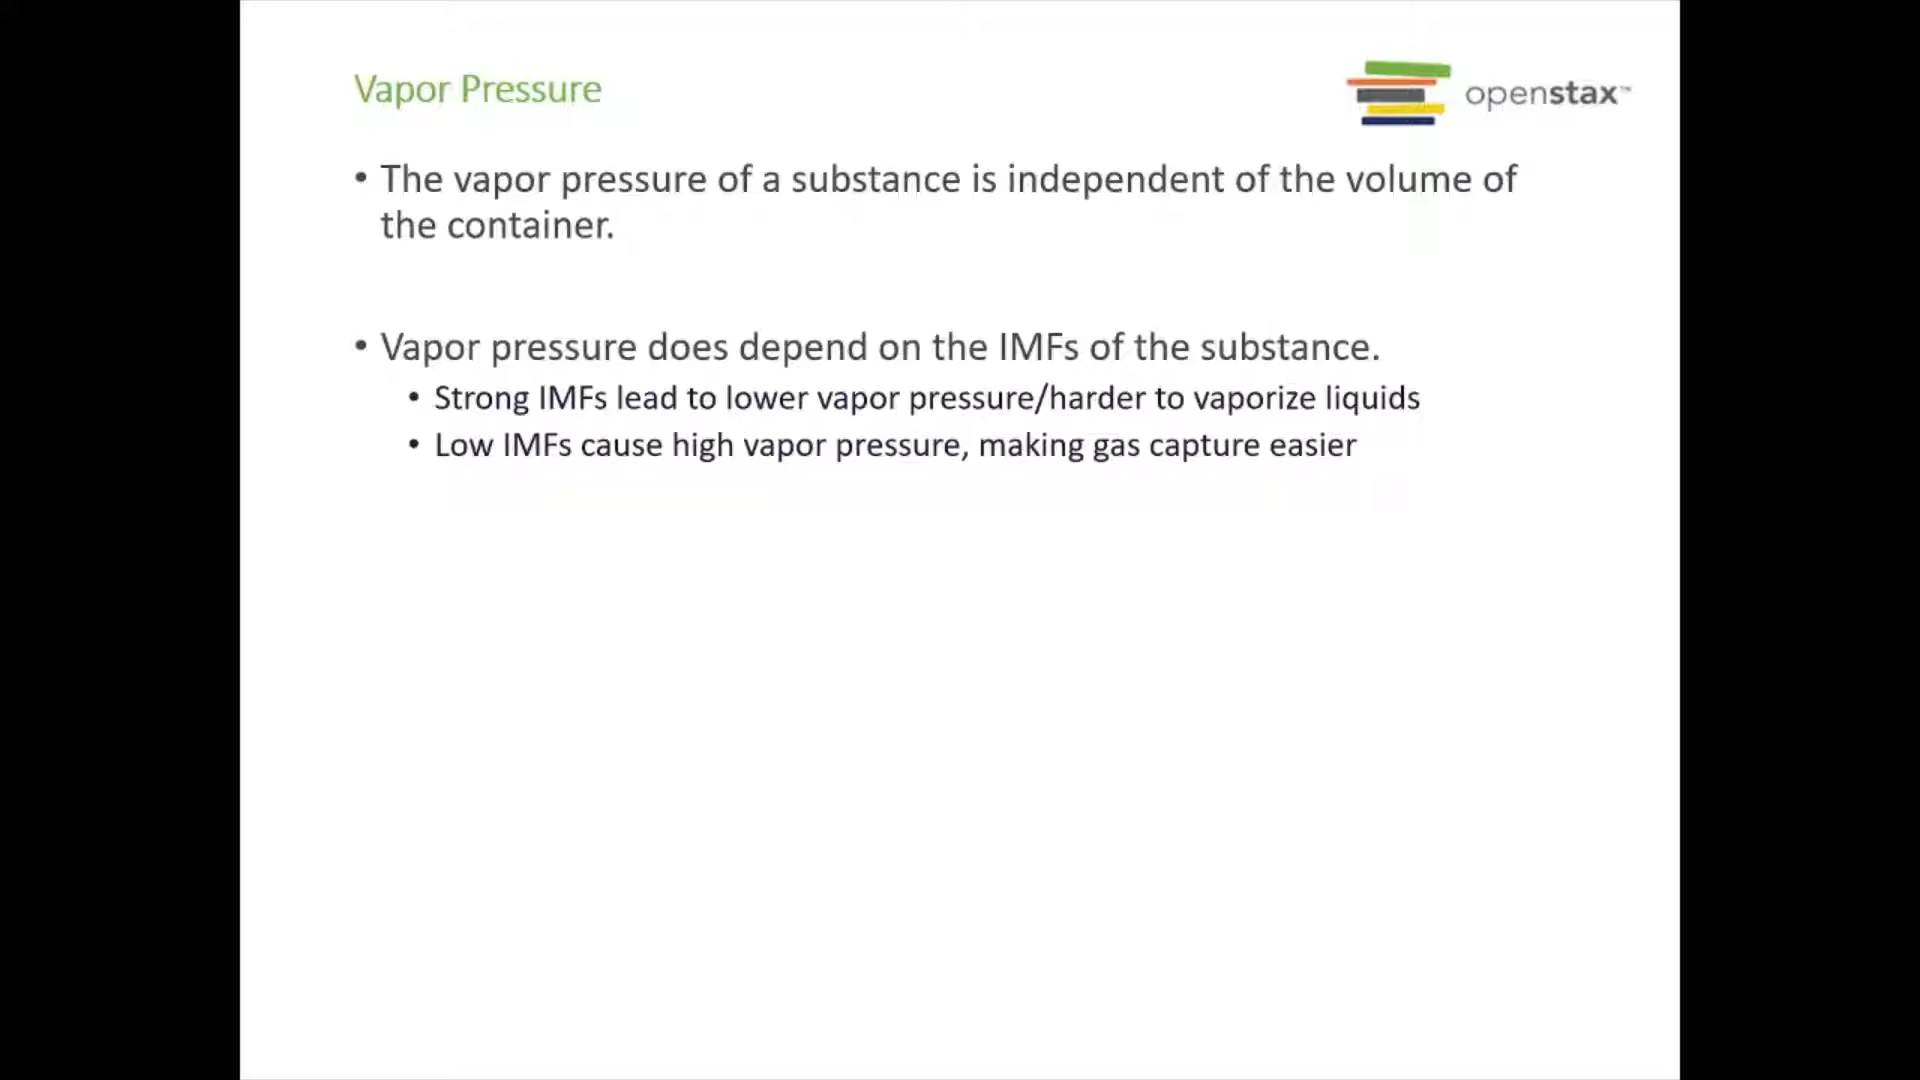 Vapor Pressure
openstax™
• The vapor pressure of a substance is independent of the volume of
the container.
• Vapor pressure does depend on the IMFs of the substance.
• Strong IMFs lead to lower vapor pressure/harder to vaporize liquids
• Low IMFs cause high vapor pressure, making gas capture easier